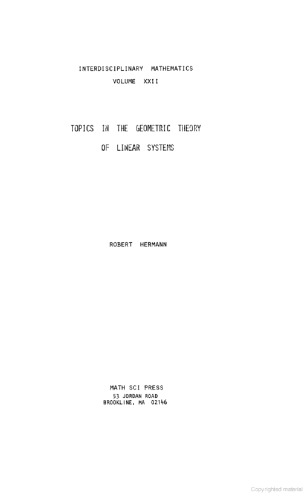 INTERDISCIPLINARY MATHEMATICS
VOLUME XXII
TOPICS IN THE GEOMETRIC THEORY
OF LINEAR SYSTEMS
ROBERT HERMANN
MATH SCI PRESS
53 JORDAN ROAD
BROOKLINE, MA 02146
Copyrighted material